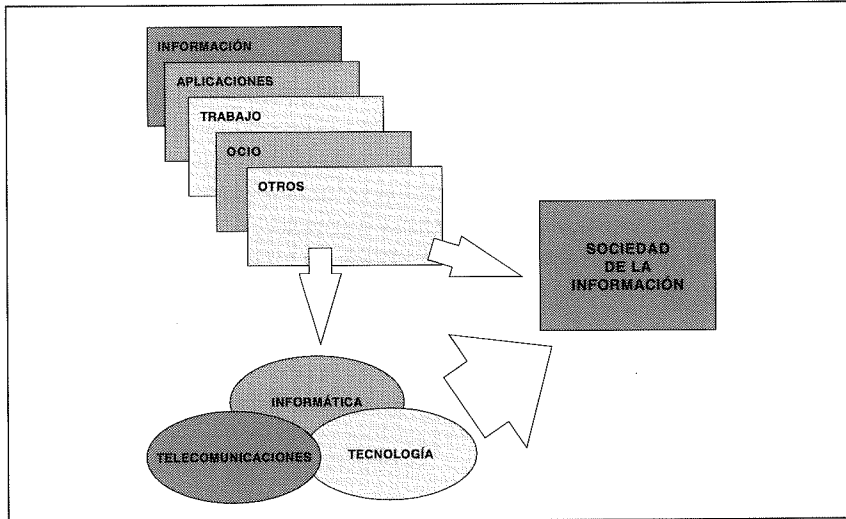 INFORMACIÓN
APLICACIONES
TRABAJO
OCIO
OTROS
SOCIEDAD
DE LA
INFORMACIÓN
INFORMÁTICA
TELECOMUNICACIONES
TECNOLOGÍA